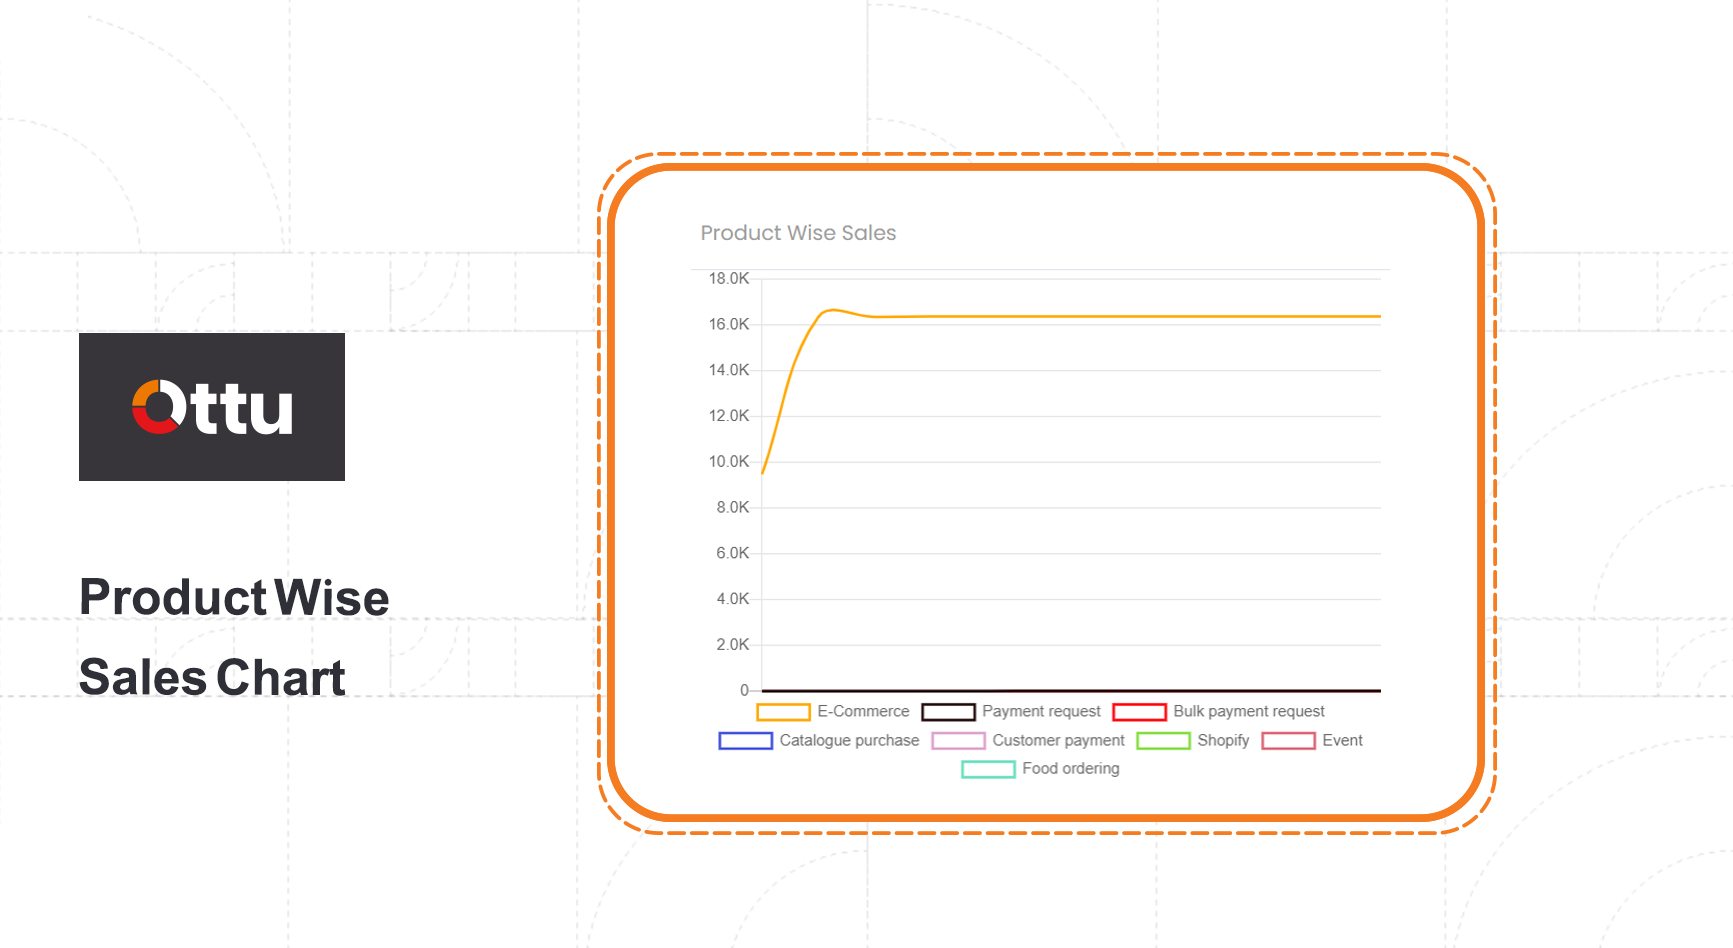 Ottu
Product Wise
Sales Chart
Product Wise Sales
18.0K
16.0K
14.0K
12.0K
10.0K
8.0K
6.0K
4.0K
2.0K
0
E-Commerce Payment request Bulk payment request
Catalogue purchase Customer payment Shopify Event
Food ordering